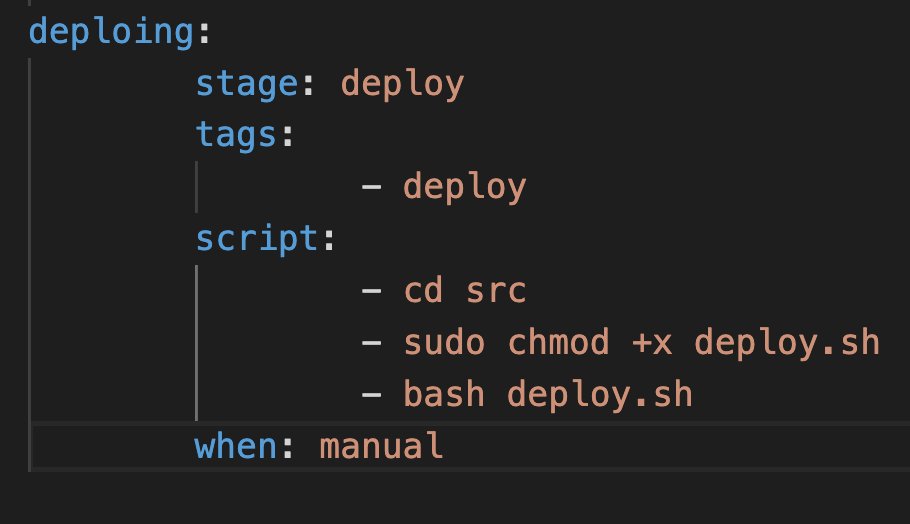 deploing:
stage: deploy
tags:
- deploy
script:
- cd src
- sudo chmod +x deploy.sh
- bash deploy.sh
when: manual